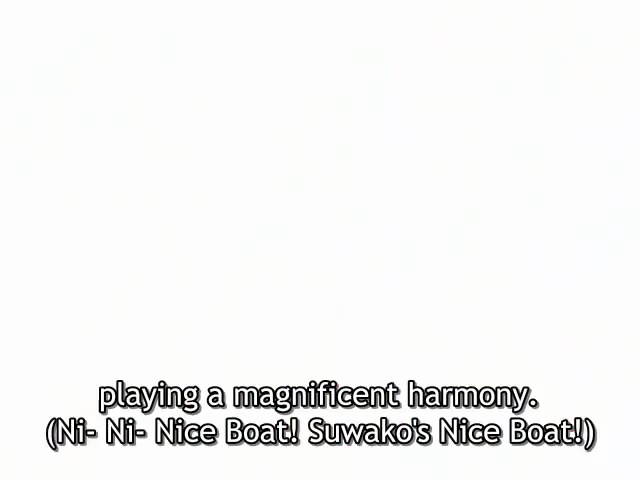 playing a magnificent harmony.
(Ni- Ni- Nice Boat! Suwako's Nice Boat!)